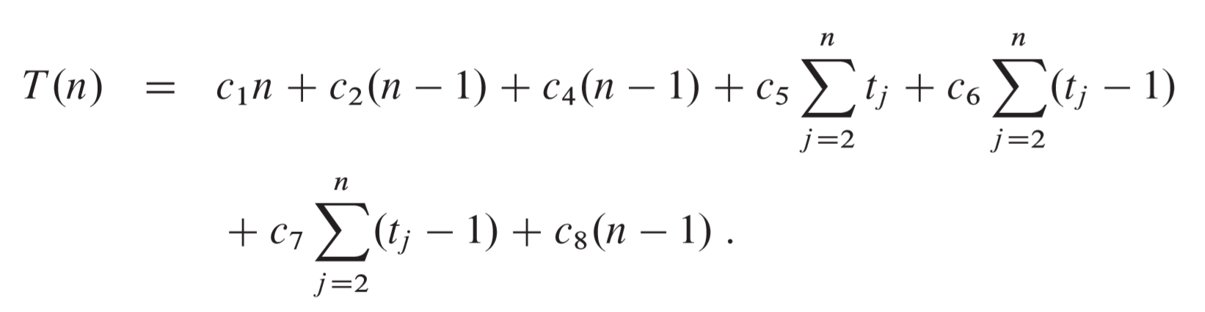 T(n) = c₁n + c₂(n − 1) + c₄(n − 1) + c₅ ∑_{j=2}^{n} t_j + c₆ ∑_{j=2}^{n} (t_j − 1)
+ c₇ ∑_{j=2}^{n} (t_j − 1) + c₈(n − 1) .